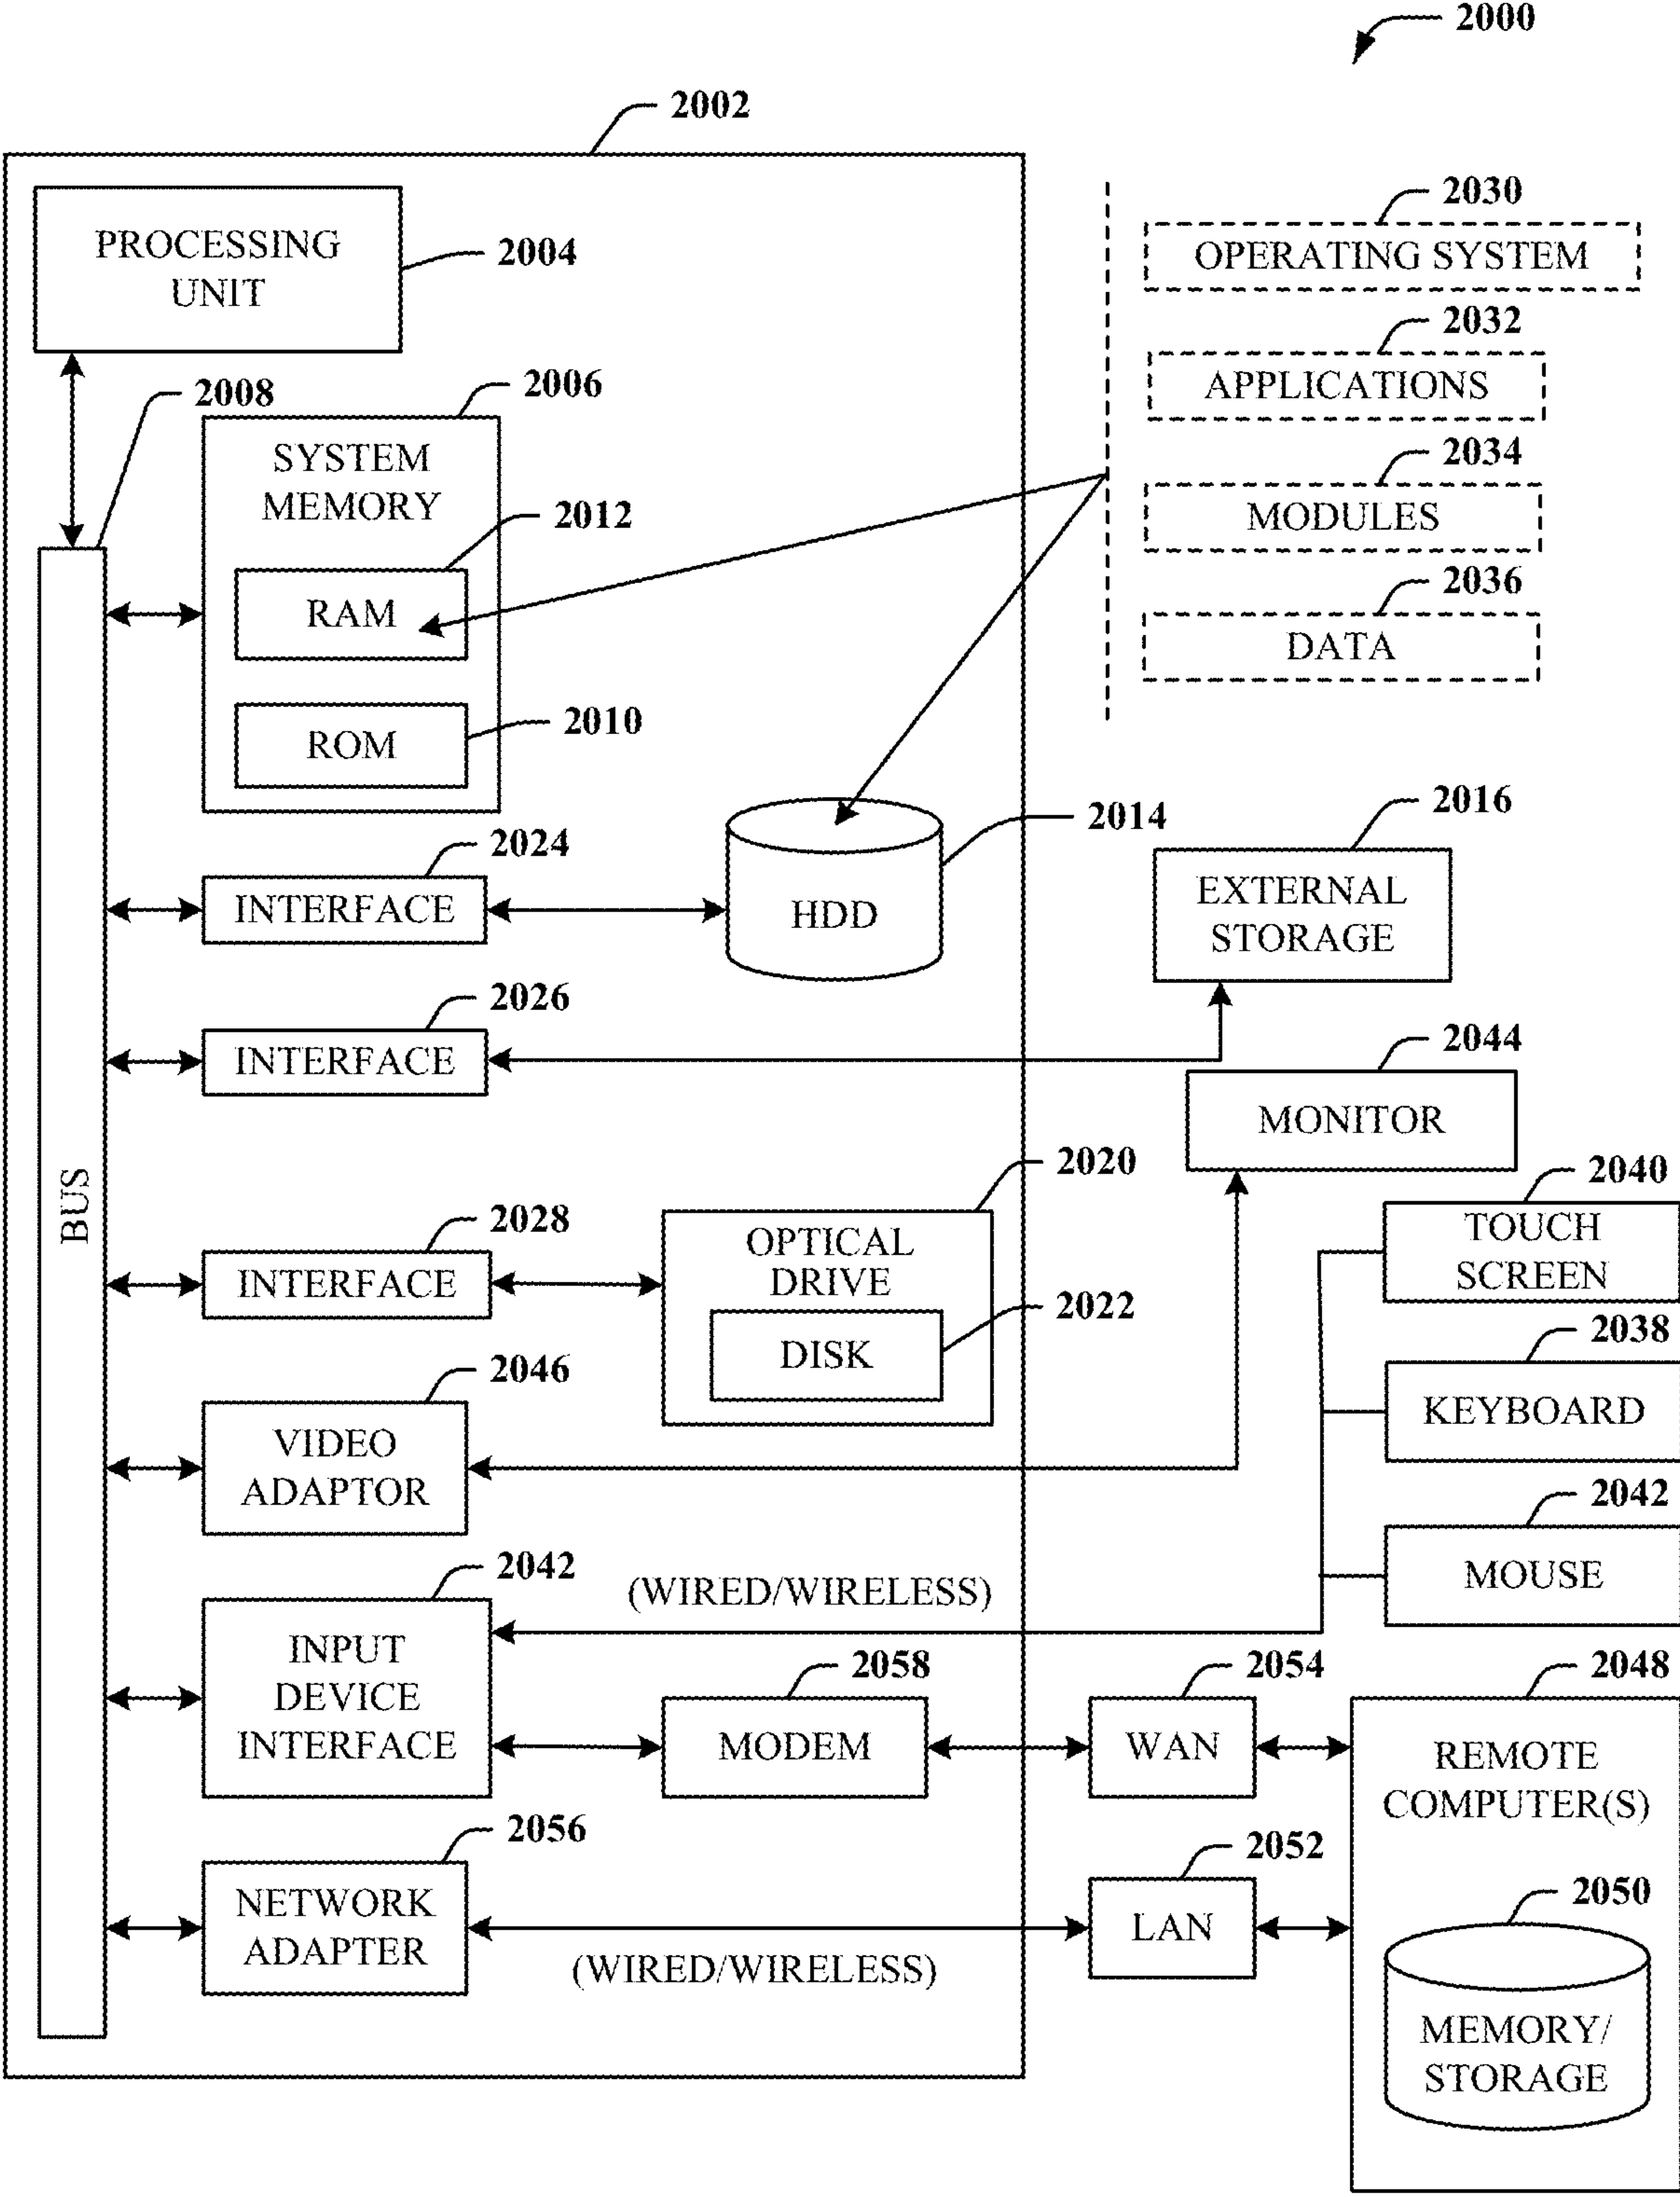 2000
2002
PROCESSING
UNIT
2004
2008
2006
SYSTEM
MEMORY
2012
RAM
2010
ROM
2030
OPERATING SYSTEM
2032
APPLICATIONS
2034
MODULES
2036
DATA
2024
INTERFACE
2014
HDD
2016
EXTERNAL
STORAGE
2026
INTERFACE
2044
MONITOR
BUS
2028
INTERFACE
2020
OPTICAL
DRIVE
2022
DISK
2040
TOUCH
SCREEN
2038
KEYBOARD
2042
MOUSE
2046
VIDEO
ADAPTOR
2042
INPUT
DEVICE
INTERFACE
(WIRED/WIRELESS)
2058
MODEM
2054
WAN
2048
REMOTE
COMPUTER(S)
2056
NETWORK
ADAPTER
(WIRED/WIRELESS)
2052
LAN
2050
MEMORY/
STORAGE